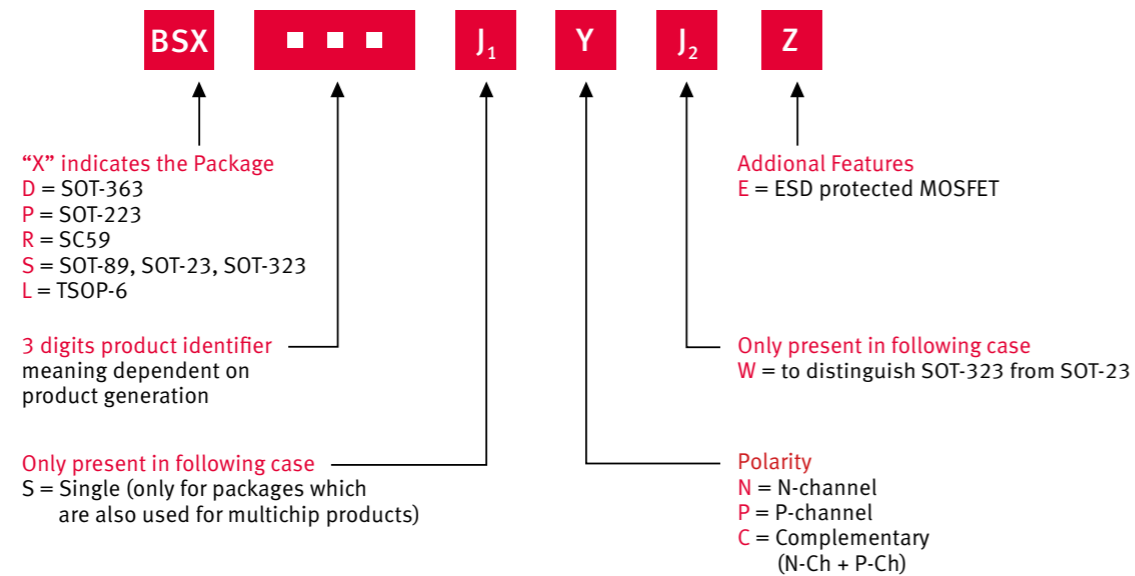 BSX
J₁
Y
J₂
Z
“X” indicates the Package
D = SOT-363
P = SOT-223
R = SC59
S = SOT-89, SOT-23, SOT-323
L = TSOP-6
3 digits product identifier
meaning dependent on
product generation
Only present in following case
S = Single (only for packages which
are also used for multichip products)
Addional Features
E = ESD protected MOSFET
Only present in following case
W = to distinguish SOT-323 from SOT-23
Polarity
N = N-channel
P = P-channel
C = Complementary
(N-Ch + P-Ch)